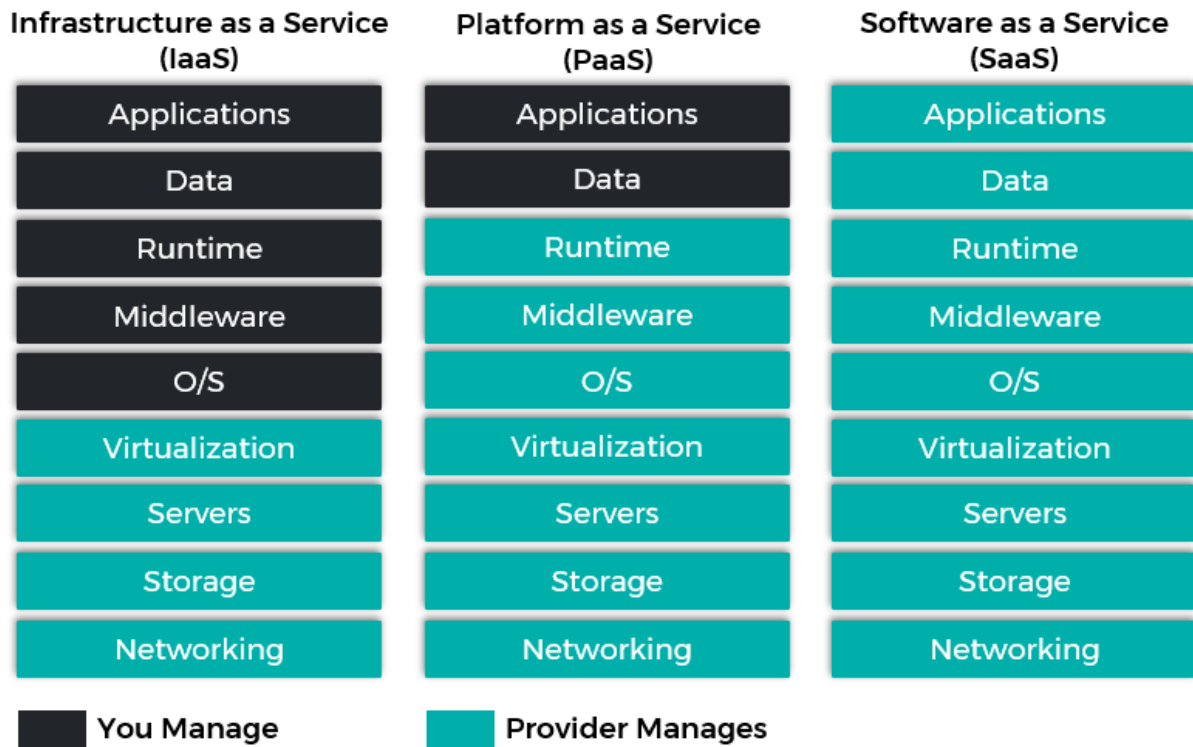 Infrastructure as a Service
(IaaS)
Applications
Data
Runtime
Middleware
O/S
Virtualization
Servers
Storage
Networking
Platform as a Service
(PaaS)
Applications
Data
Runtime
Middleware
O/S
Virtualization
Servers
Storage
Networking
Software as a Service
(SaaS)
Applications
Data
Runtime
Middleware
O/S
Virtualization
Servers
Storage
Networking
You Manage
Provider Manages